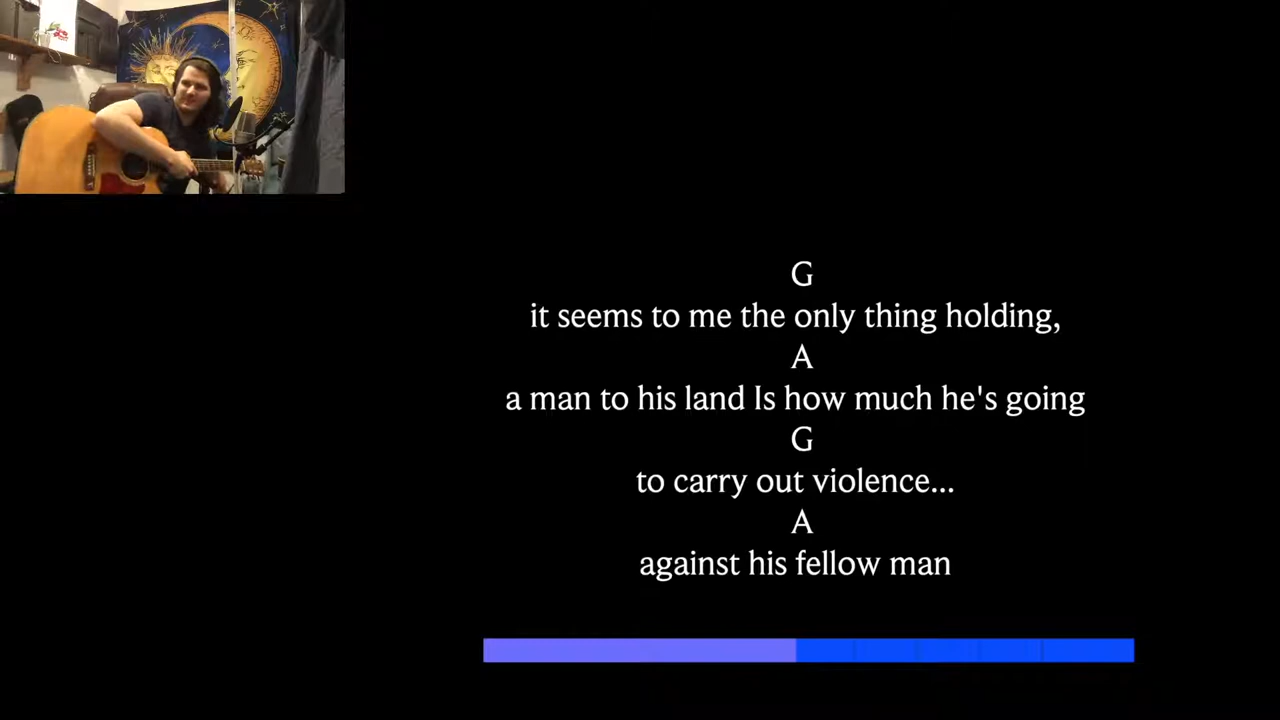 G
it seems to me the only thing holding,
A
a man to his land Is how much he's going
G
to carry out violence...
A
against his fellow man